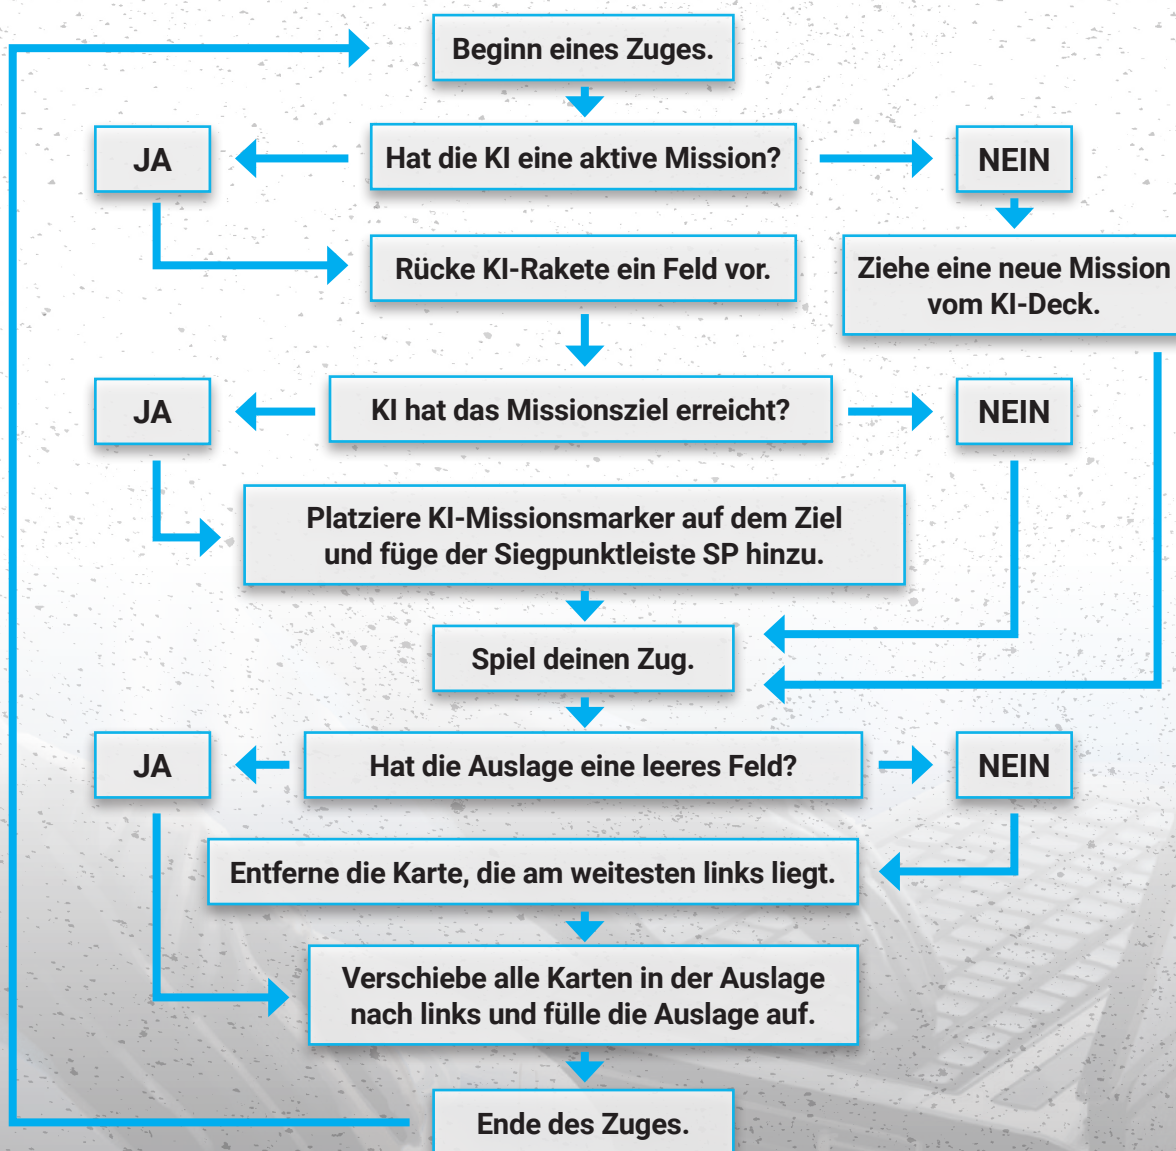 Beginn eines Zuges.
JA
Hat die KI eine aktive Mission?
NEIN
Rücke KI-Rakete ein Feld vor.
Ziehe eine neue Mission
vom KI-Deck.
JA
KI hat das Missionsziel erreicht?
NEIN
Platziere KI-Missionsmarker auf dem Ziel
und füge der Siegpunktleiste SP hinzu.
Spiel deinen Zug.
JA
Hat die Auslage eine leeres Feld?
NEIN
Entferne die Karte, die am weitesten links liegt.
Verschiebe alle Karten in der Auslage
nach links und fülle die Auslage auf.
Ende des Zuges.